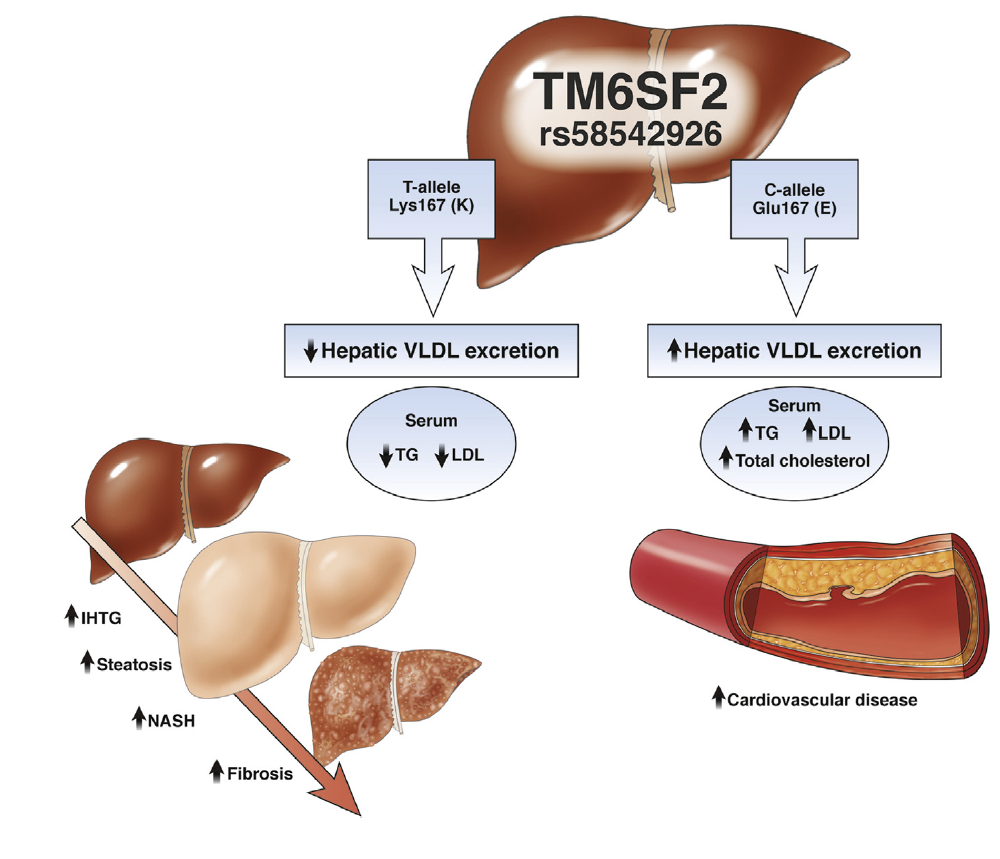 TM6SF2
rs58542926
T-allele
Lys167 (K)
C-allele
Glu167 (E)
Hepatic VLDL excretion
Hepatic VLDL excretion
Serum
TG LDL
Serum
TG LDL
Total cholesterol
IHTG
Steatosis
NASH
Fibrosis
Cardiovascular disease